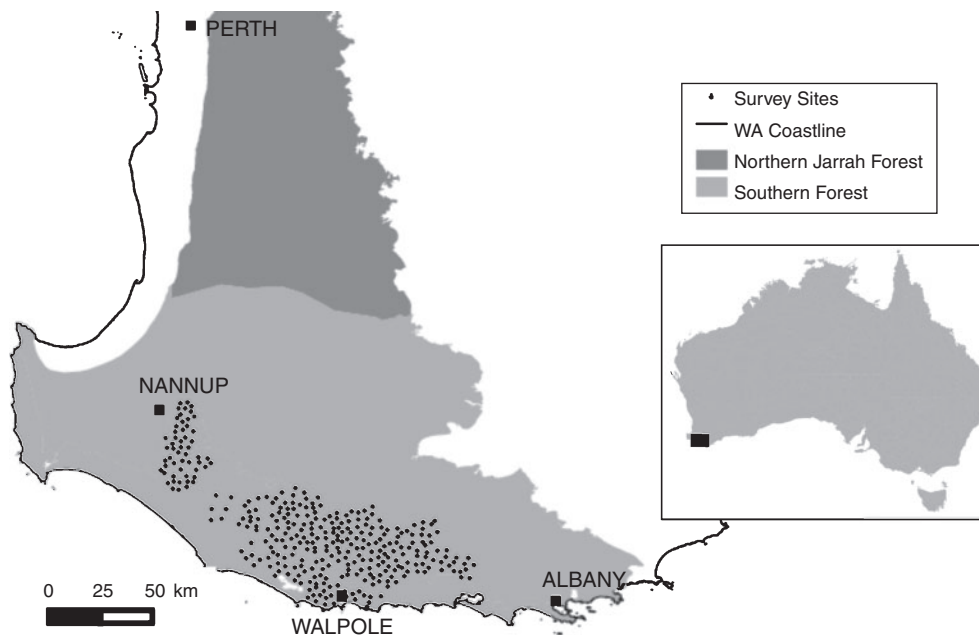 PERTH
Survey Sites
WA Coastline
Northern Jarrah Forest
Southern Forest
NANNUP
0 25 50 km
ALBANY
WALPOLE